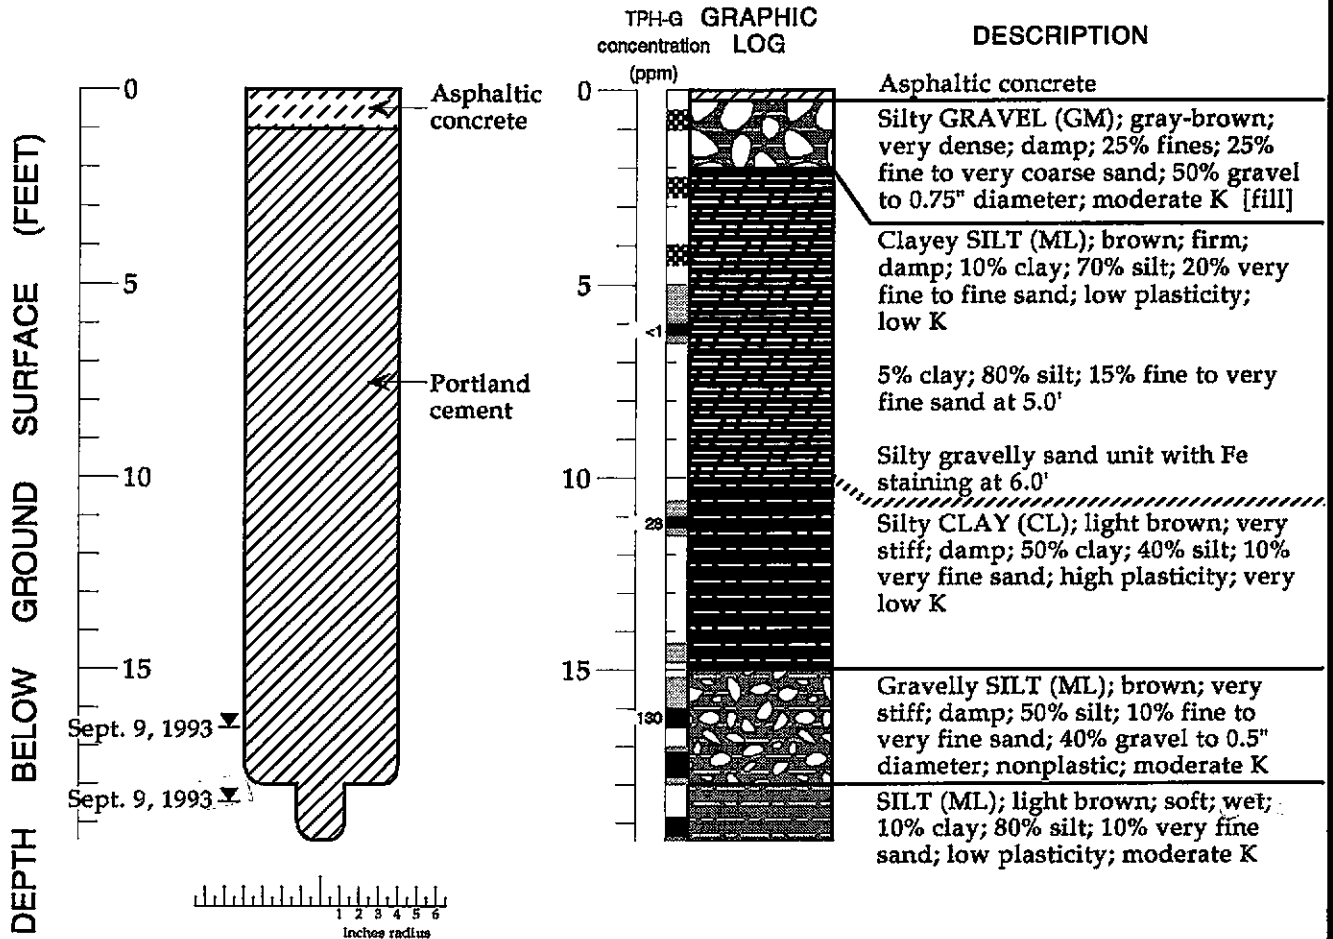 TPH-G
concentration
(ppm)
GRAPHIC
LOG
DESCRIPTION
DEPTH BELOW GROUND SURFACE (FEET)
0
5
10
15
Asphaltic
concrete
Portland
cement
Sept. 9, 1993
Sept. 9, 1993
1 2 3 4 5 6
Inches radius
0
5
10
15
<1
28
130
Asphaltic concrete
Silty GRAVEL (GM); gray-brown;
very dense; damp; 25% fines; 25%
fine to very coarse sand; 50% gravel
to 0.75" diameter; moderate K [fill]
Clayey SILT (ML); brown; firm;
damp; 10% clay; 70% silt; 20% very
fine to fine sand; low plasticity;
low K
5% clay; 80% silt; 15% fine to very
fine sand at 5.0'
Silty gravelly sand unit with Fe
staining at 6.0'
Silty CLAY (CL); light brown; very
stiff; damp; 50% clay; 40% silt; 10%
very fine sand; high plasticity; very
low K
Gravelly SILT (ML); brown; very
stiff; damp; 50% silt; 10% fine to
very fine sand; 40% gravel to 0.5"
diameter; nonplastic; moderate K
SILT (ML); light brown; soft; wet;
10% clay; 80% silt; 10% very fine
sand; low plasticity; moderate K